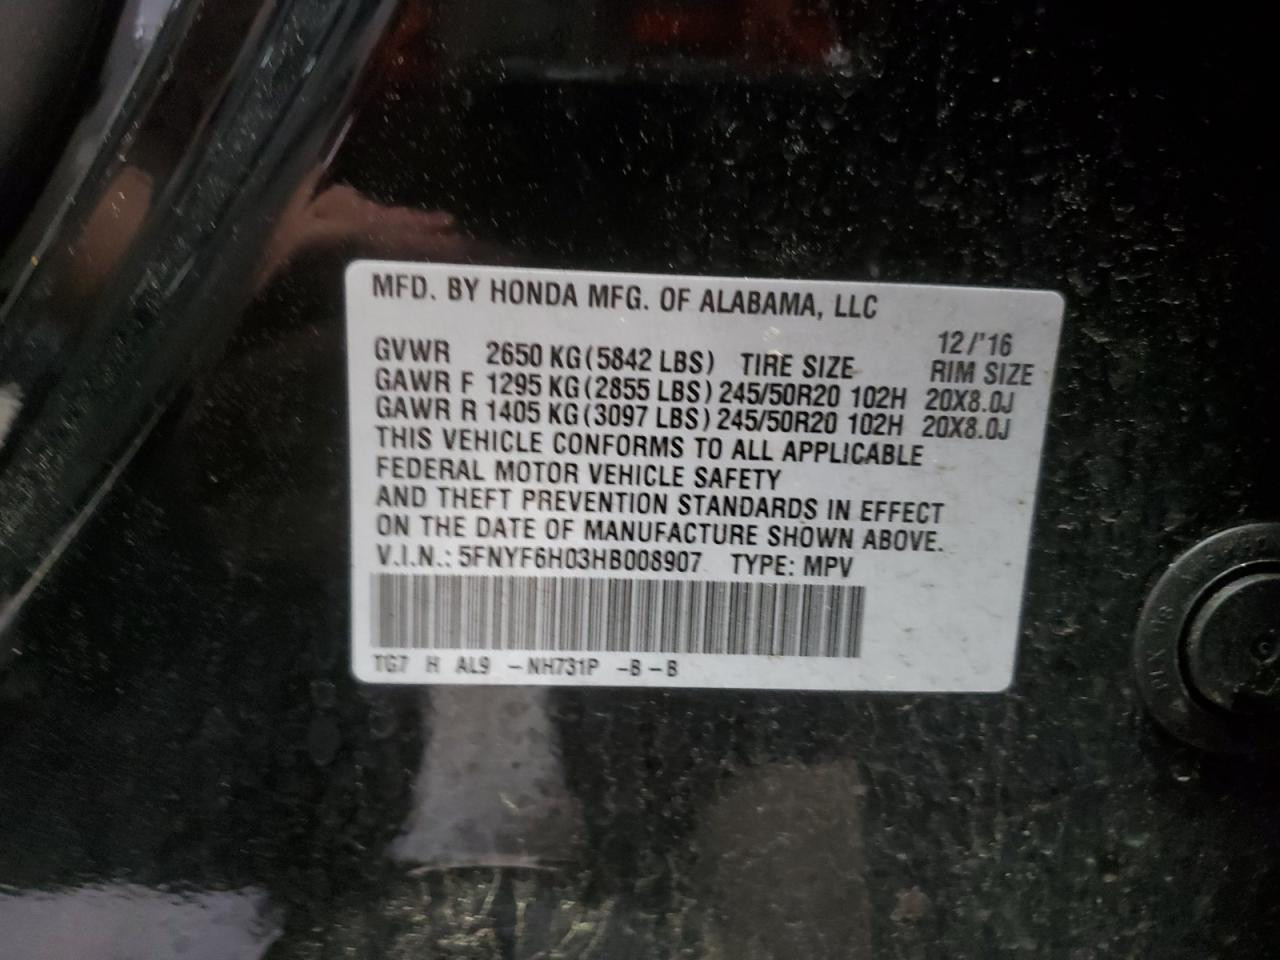 MFD. BY HONDA MFG. OF ALABAMA, LLC
12/'16
GVWR 2650 KG (5842 LBS) TIRE SIZE RIM SIZE
GAWR F 1295 KG (2855 LBS) 245/50R20 102H 20X8.0J
GAWR R 1405 KG (3097 LBS) 245/50R20 102H 20X8.0J
THIS VEHICLE CONFORMS TO ALL APPLICABLE
FEDERAL MOTOR VEHICLE SAFETY
AND THEFT PREVENTION STANDARDS IN EFFECT
ON THE DATE OF MANUFACTURE SHOWN ABOVE.
V.I.N.: 5FNYF6H03HB008907 TYPE: MPV
TG7 H AL9 -NH731P -B-B